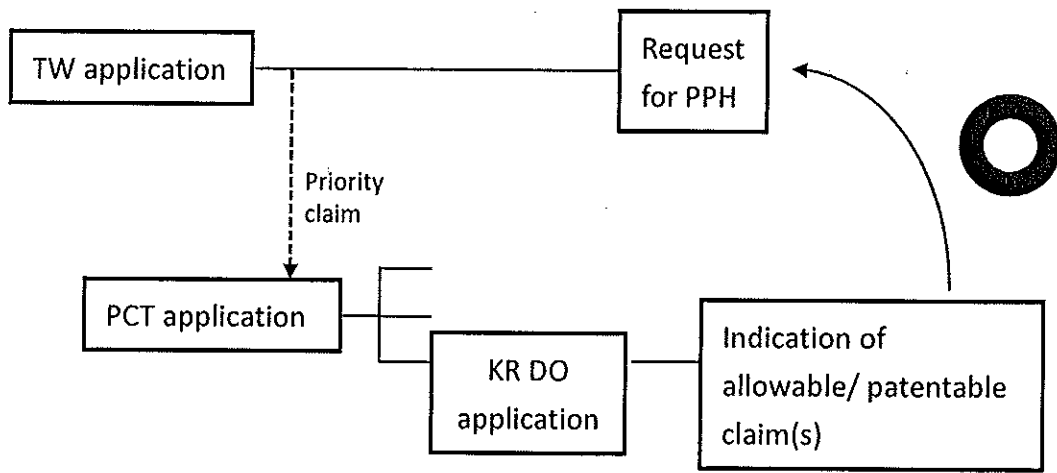 TW application
Request
for PPH
Priority
claim
PCT application
KR DO
application
Indication of
allowable/ patentable
claim(s)